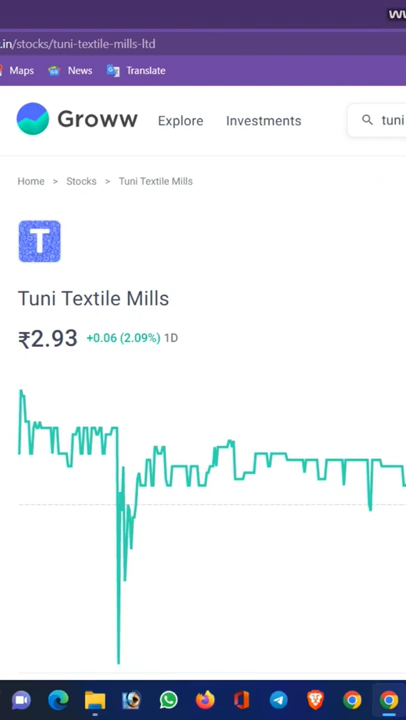 .in/stocks/tuni-textile-mills-ltd
Maps News Translate
Groww Explore Investments tuni
Home > Stocks > Tuni Textile Mills
T
Tuni Textile Mills
₹2.93 +0.06 (2.09%) 1D